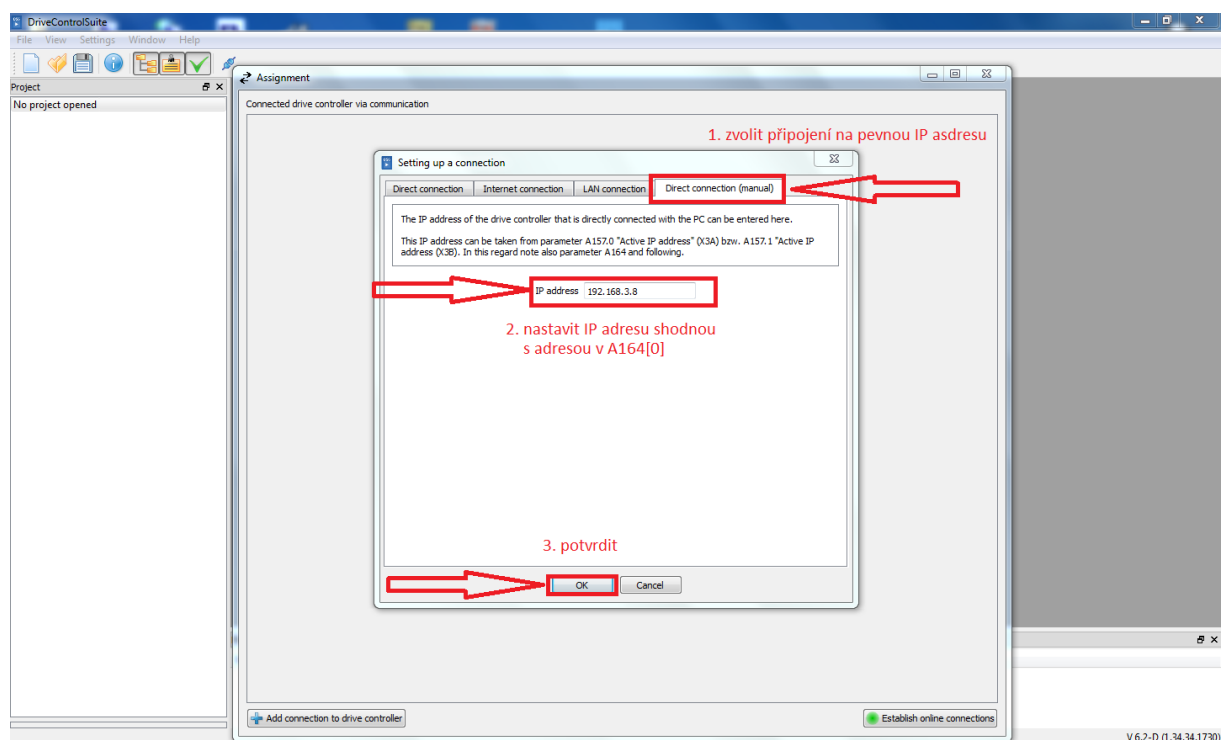 DriveControlSuite
File View Settings Window Help
Project
No project opened
Assignment
Connected drive controller via communication
1. zvolit připojení na pevnou IP asdresu
Setting up a connection
Direct connection Internet connection LAN connection Direct connection (manual)
The IP address of the drive controller that is directly connected with the PC can be entered here.
This IP address can be taken from parameter A157.0 "Active IP address" (X3A) bzw. A157.1 "Active IP
address (X3B). In this regard note also parameter A164 and following.
IP address 192.168.3.8
2. nastavit IP adresu shodnou
s adresou v A164[0]
3. potvrdit
OK Cancel
Add connection to drive controller
Establish online connections
V 6.2-D (1.34.34.1730)